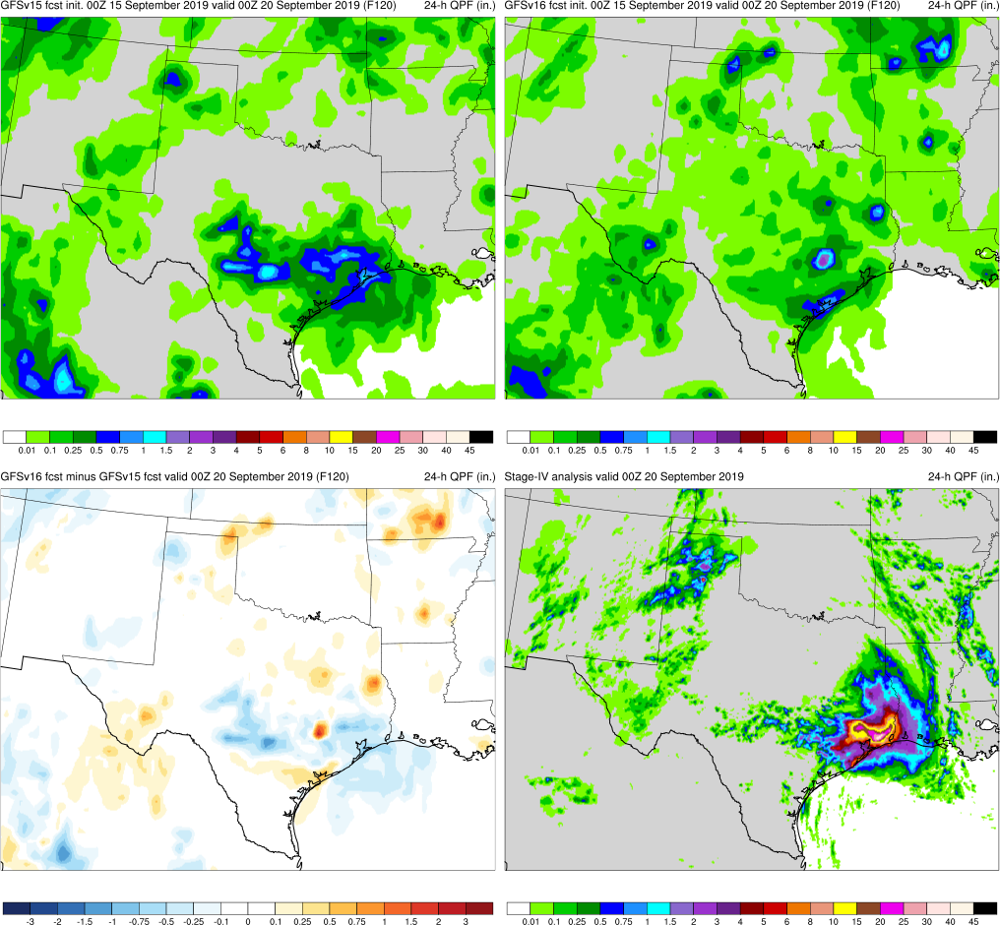 GFSv15 fcst init. 00Z 15 September 2019 valid 00Z 20 September 2019 (F120) 24-h QPF (in.)
GFSv16 fcst init. 00Z 15 September 2019 valid 00Z 20 September 2019 (F120) 24-h QPF (in.)
0.01 0.1 0.25 0.5 0.75 1 1.5 2 3 4 5 6 8 10 15 20 25 30 40 45
0.01 0.1 0.25 0.5 0.75 1 1.5 2 3 4 5 6 8 10 15 20 25 30 40 45
GFSv16 fcst minus GFSv15 fcst valid 00Z 20 September 2019 (F120) 24-h QPF (in.)
Stage-IV analysis valid 00Z 20 September 2019 24-h QPF (in.)
-3 -2 -1.5 -1 -0.75 -0.5 -0.25 -0.1 0 0.1 0.25 0.5 0.75 1 1.5 2 3
0.01 0.1 0.25 0.5 0.75 1 1.5 2 3 4 5 6 8 10 15 20 25 30 40 45